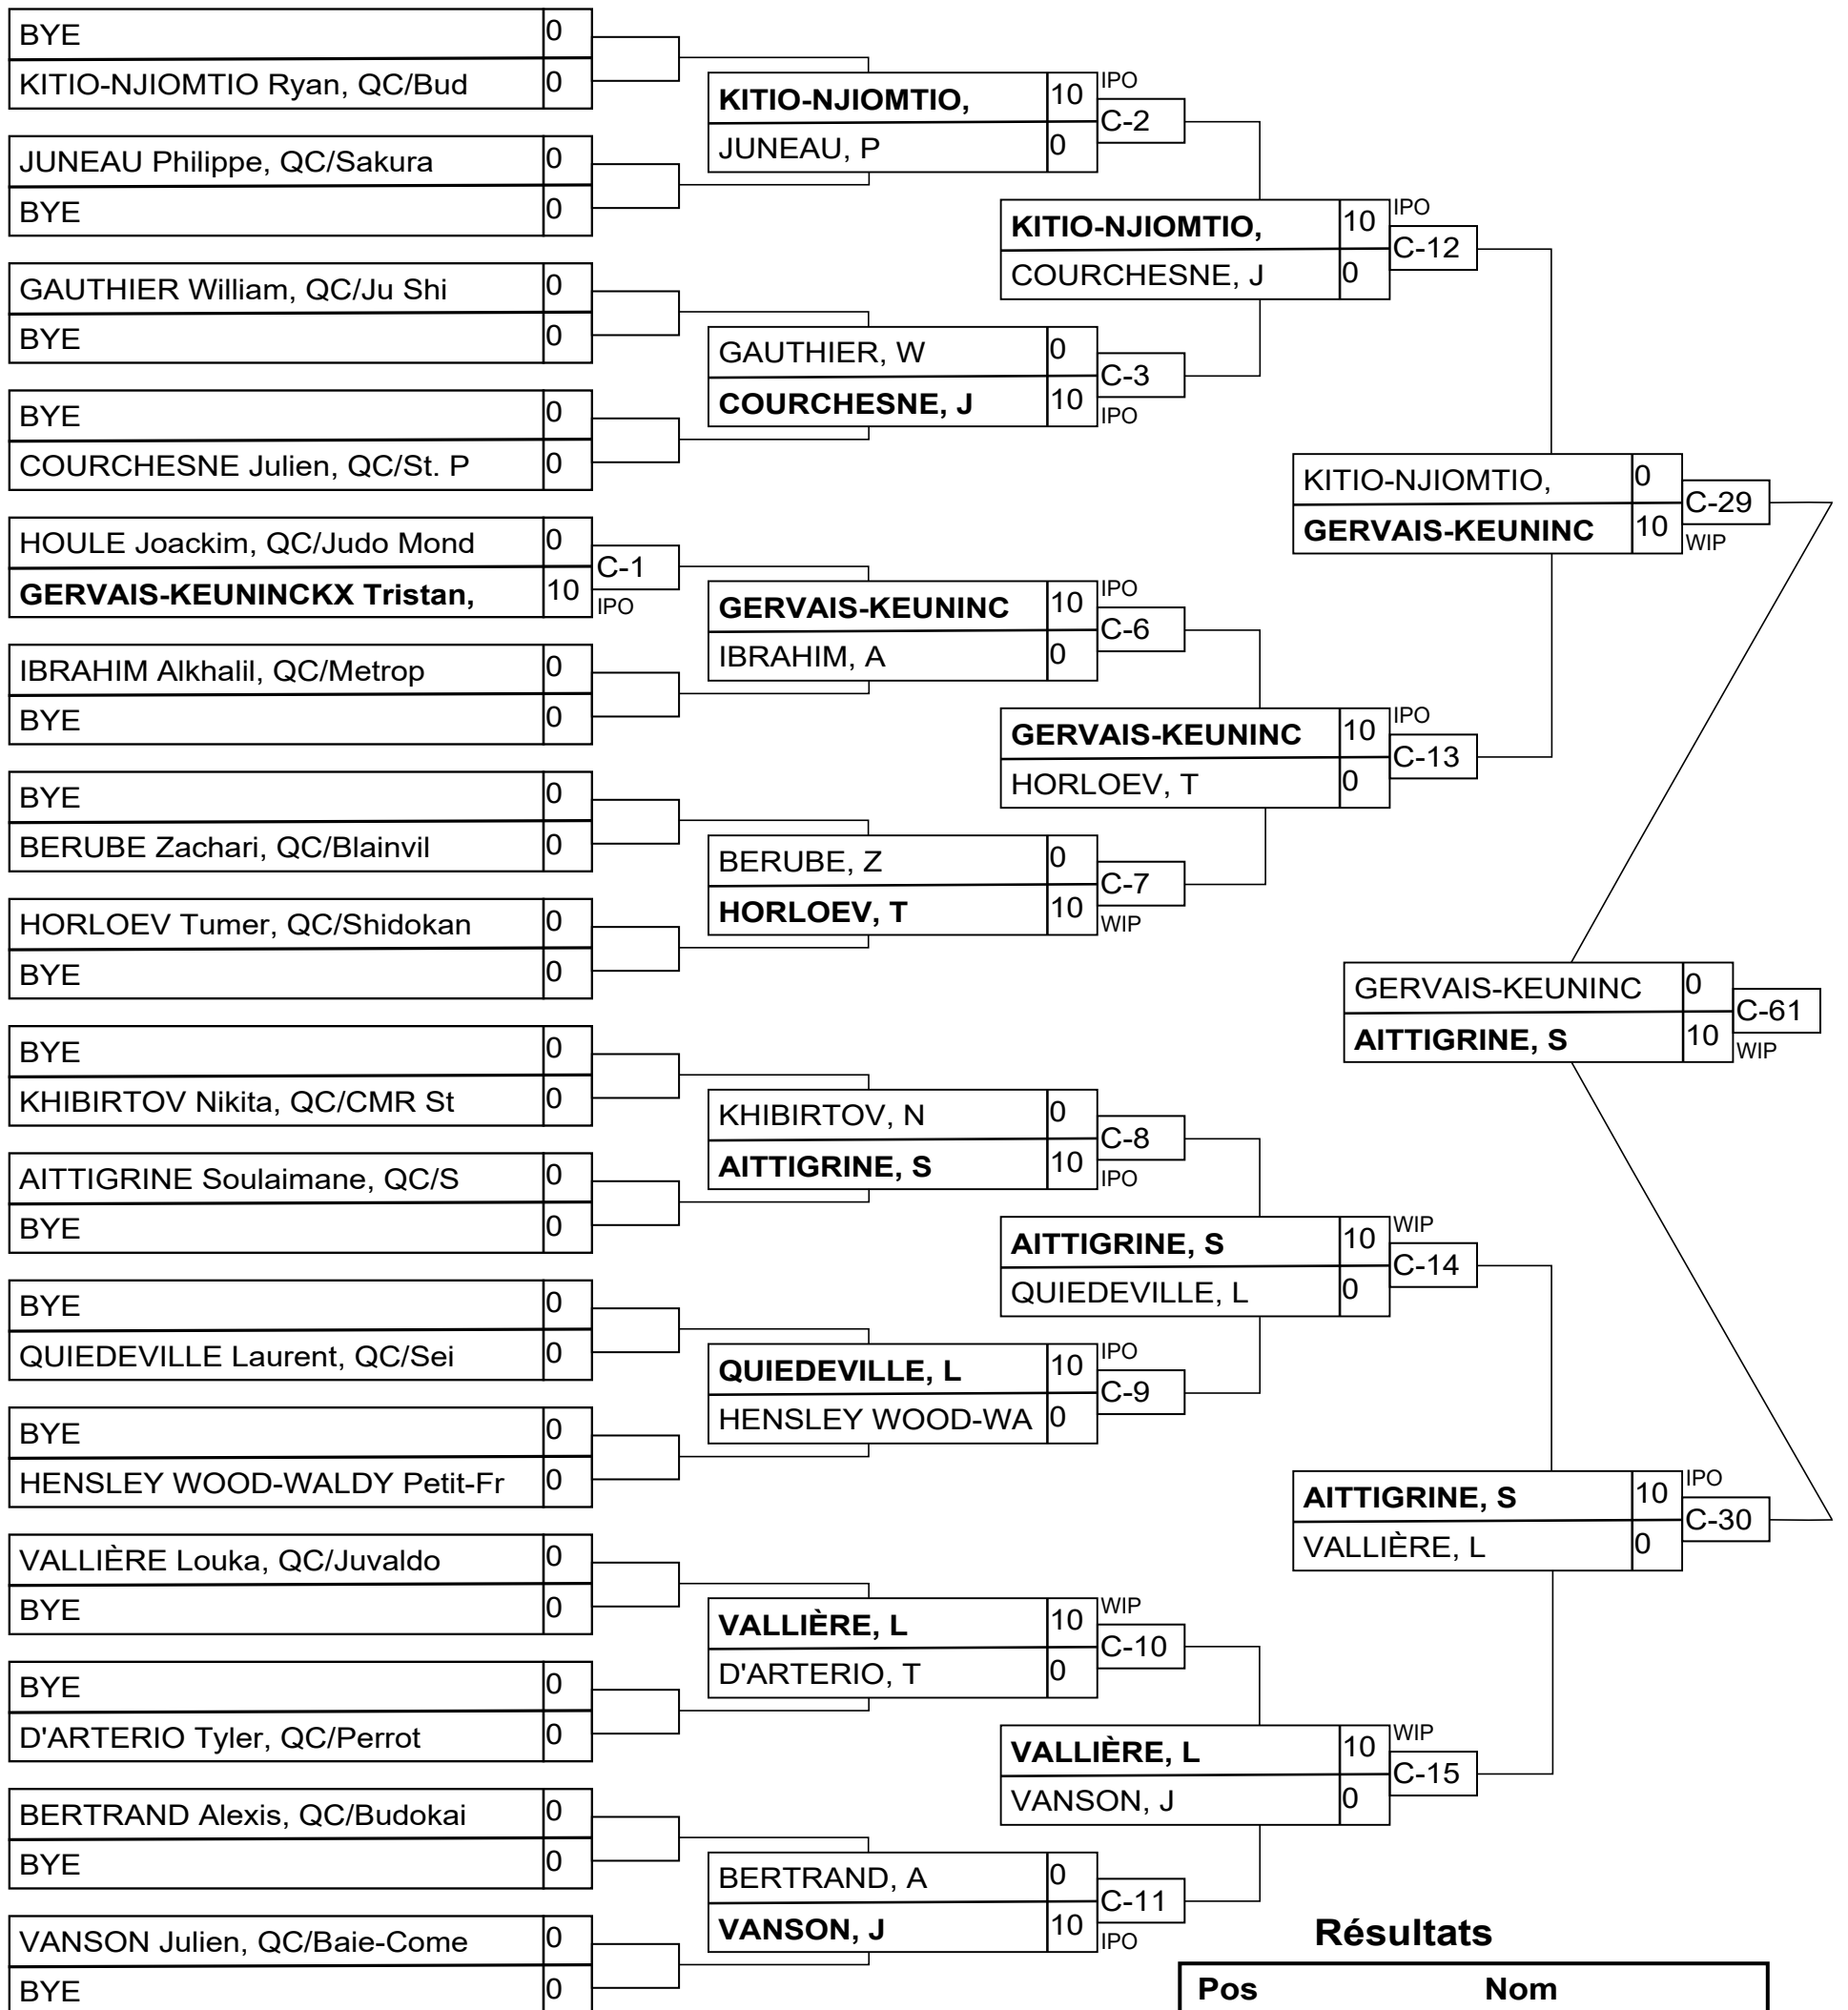 BYE 0
KITIO-NJIOMTIO Ryan, QC/Bud 0
JUNEAU Philippe, QC/Sakura 0
BYE 0
GAUTHIER William, QC/Ju Shi 0
BYE 0
BYE 0
COURCHESNE Julien, QC/St. P 0
HOULE Joackim, QC/Judo Mond 0
GERVAIS-KEUNINCKX Tristan, 10
C-1
IPO
IBRAHIM Alkhalil, QC/Metrop 0
BYE 0
BYE 0
BERUBE Zachari, QC/Blainvil 0
HORLOEV Tumer, QC/Shidokan 0
BYE 0
BYE 0
KHIBIRTOV Nikita, QC/CMR St 0
AITTIGRINE Soulaimane, QC/S 0
BYE 0
BYE 0
QUIEDEVILLE Laurent, QC/Sei 0
BYE 0
HENSLEY WOOD-WALDY Petit-Fr 0
VALLIÈRE Louka, QC/Juvaldo 0
BYE 0
BYE 0
D'ARTERIO Tyler, QC/Perrot 0
BERTRAND Alexis, QC/Budokai 0
BYE 0
VANSON Julien, QC/Baie-Come 0
BYE 0
KITIO-NJIOMTIO, 10
IPO
C-2
JUNEAU, P 0
GAUTHIER, W 0
C-3
COURCHESNE, J 10
IPO
GERVAIS-KEUNINC 10
IPO
C-6
IBRAHIM, A 0
BERUBE, Z 0
C-7
HORLOEV, T 10
WIP
KHIBIRTOV, N 0
C-8
AITTIGRINE, S 10
IPO
QUIEDEVILLE, L 10
IPO
C-9
HENSLEY WOOD-WA 0
VALLIÈRE, L 10
WIP
C-10
D'ARTERIO, T 0
BERTRAND, A 0
C-11
VANSON, J 10
IPO
KITIO-NJIOMTIO, 10
IPO
C-12
COURCHESNE, J 0
GERVAIS-KEUNINC 10
IPO
C-13
HORLOEV, T 0
AITTIGRINE, S 10
WIP
C-14
QUIEDEVILLE, L 0
VALLIÈRE, L 10
WIP
C-15
VANSON, J 0
KITIO-NJIOMTIO, 0
C-29
GERVAIS-KEUNINC 10
WIP
AITTIGRINE, S 10
IPO
C-30
VALLIÈRE, L 0
GERVAIS-KEUNINC 0
C-61
AITTIGRINE, S 10
WIP
Résultats
Pos Nom